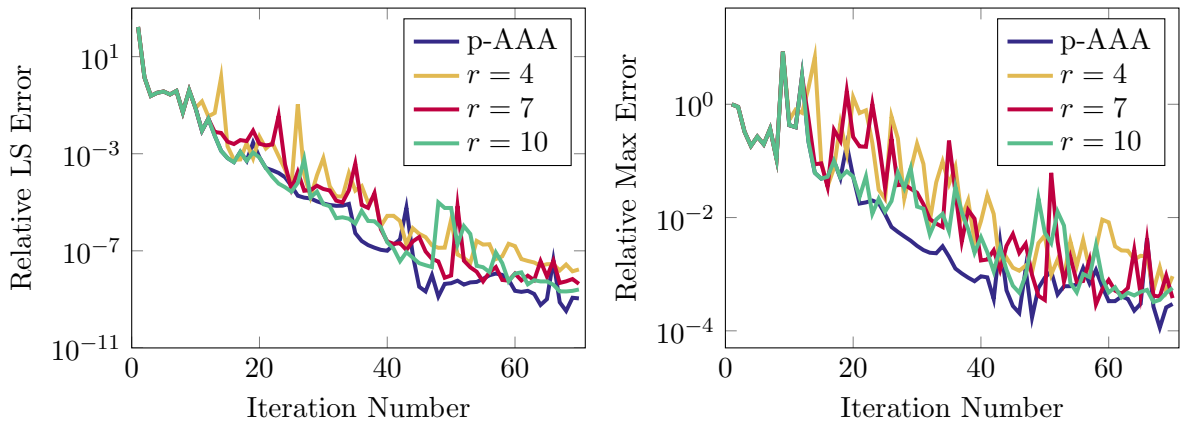 Relative LS Error
10^1
10^{-3}
10^{-7}
10^{-11}
0
20
40
60
Iteration Number
p-AAA
r = 4
r = 7
r = 10
Relative Max Error
10^0
10^{-2}
10^{-4}
0
20
40
60
Iteration Number
p-AAA
r = 4
r = 7
r = 10